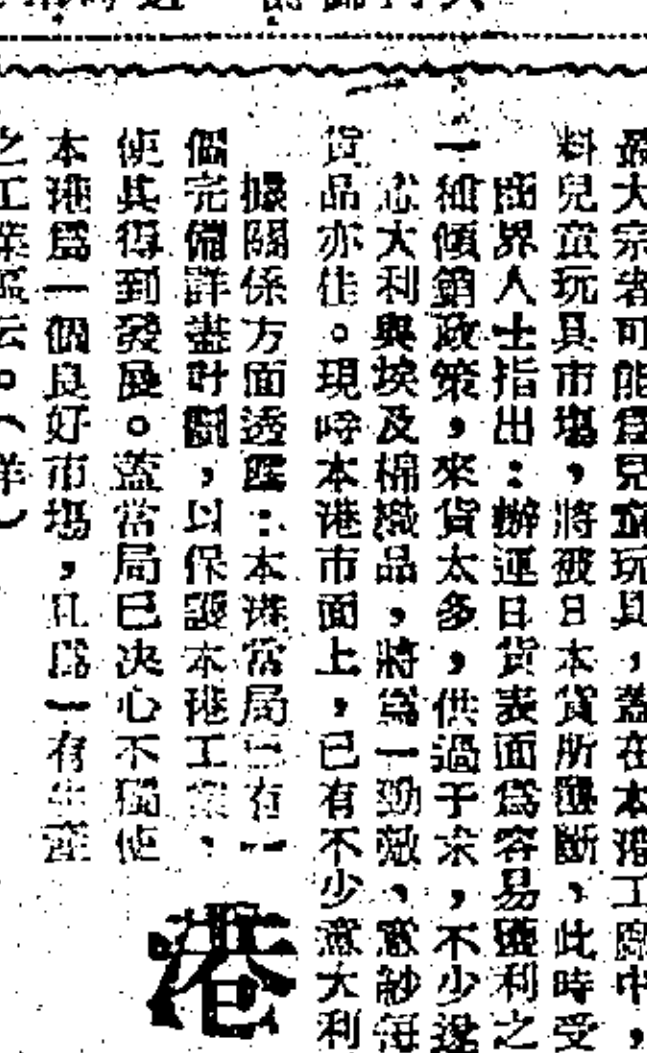 最大宗者可能爲兒童玩具，蓋在本港工廠中，
料兒童玩具市場，將被日本貨所壟斷，此時受
商界人士指出：辦運日貨表面爲容易獲利之
一種傾銷政策，來貨太多，供過于求，不少
意大利與埃及棉織品，將爲一勁敵，意紗每
貨品亦佳。現時本港市面上，已有不少意大利
據關係方面透露：本港當局已有一
個完備詳盡計劃，以保護本港工業，
使其得到發展。蓋當局已决心不獨使
本港爲一個良好市場，且爲一有生產
之工業區云。（洋）
港